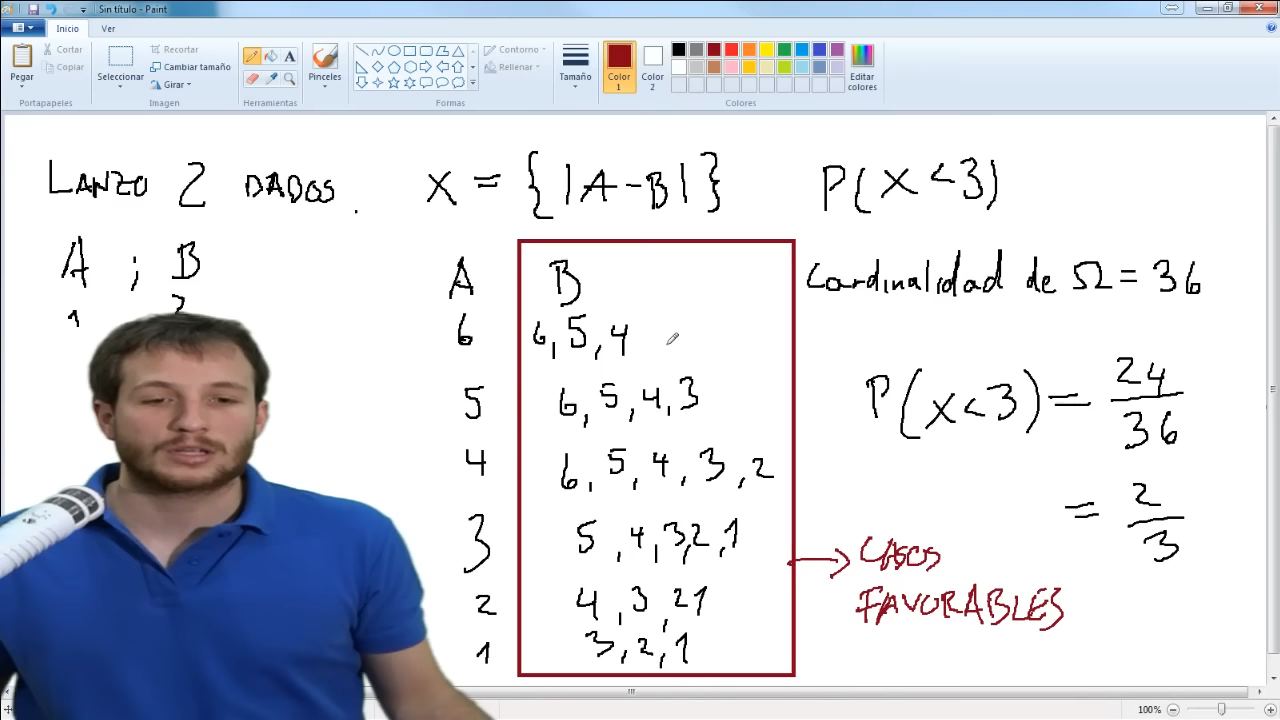 Sin título - Paint
Inicio Ver
Pegar
Cortar
Copiar
Portapapeles
Seleccionar
Recortar
Cambiar tamaño
Girar
Imagen
Herramientas
Pinceles
Contorno
Rellenar
Formas
Tamaño
Color 1
Color 2
Editar colores
Colores
LANZO 2 DADOS. X = {|A-B|} P(X<3)
A ; B
1 2
A B
6 6, 5, 4
5 6, 5, 4, 3
4 6, 5, 4, 3, 2
3 5, 4, 3, 2, 1
2 4, 3, 2 1
1 3, 2, 1
Cardinalidad de Ω = 36
P(X<3) = 24/36
= 2/3
CASOS
FAVORABLES
100%